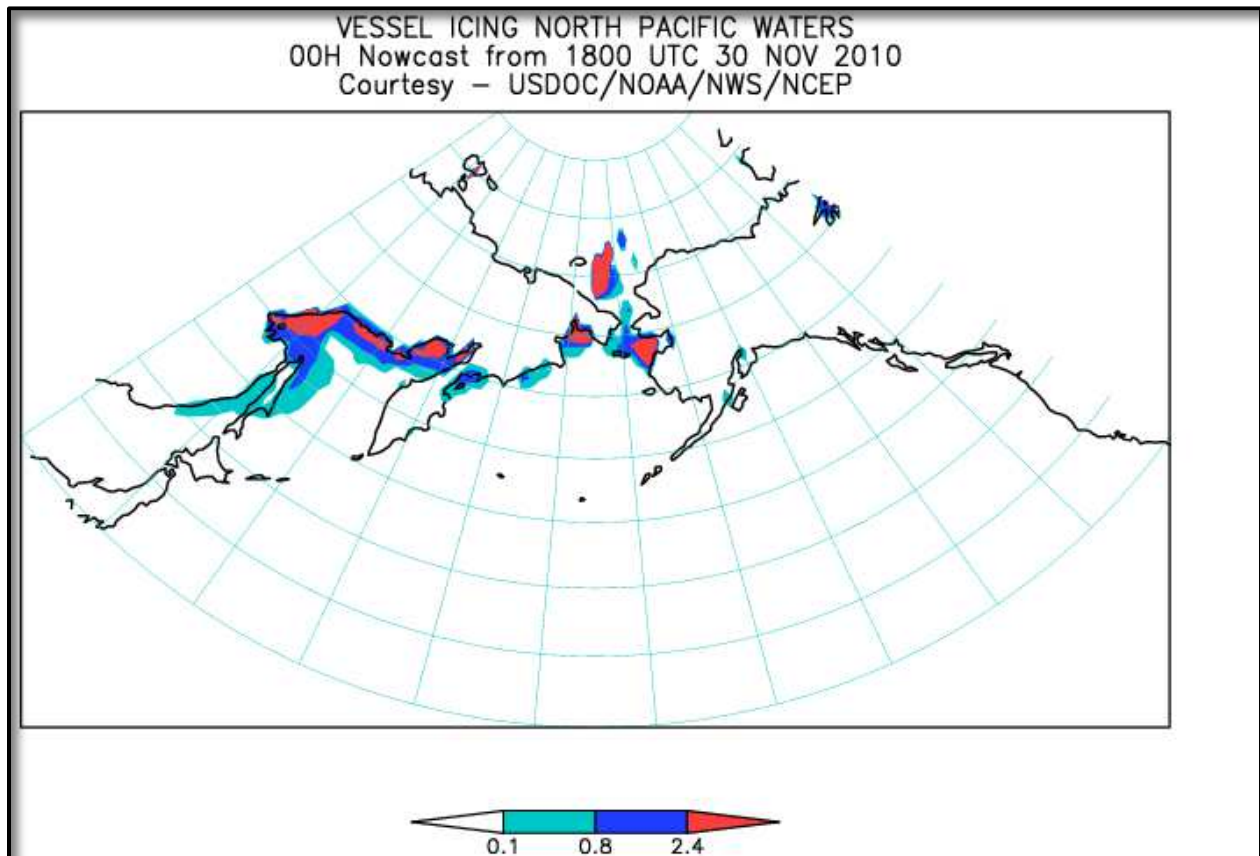 VESSEL ICING NORTH PACIFIC WATERS
00H Nowcast from 1800 UTC 30 NOV 2010
Courtesy – USDOC/NOAA/NWS/NCEP
0.1 0.8 2.4